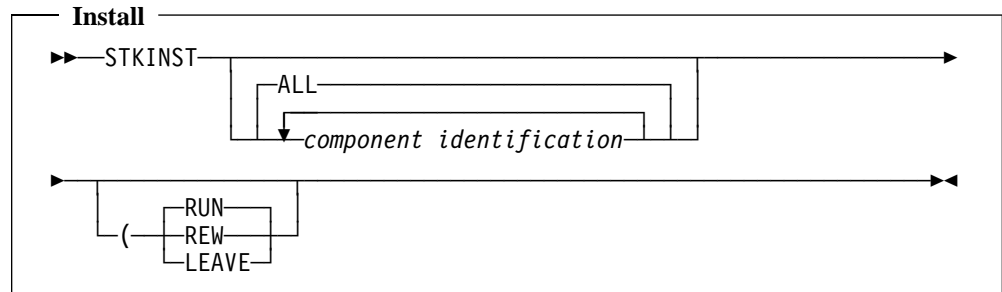 Install
STKINST
ALL
component identification
( RUN
REW
LEAVE